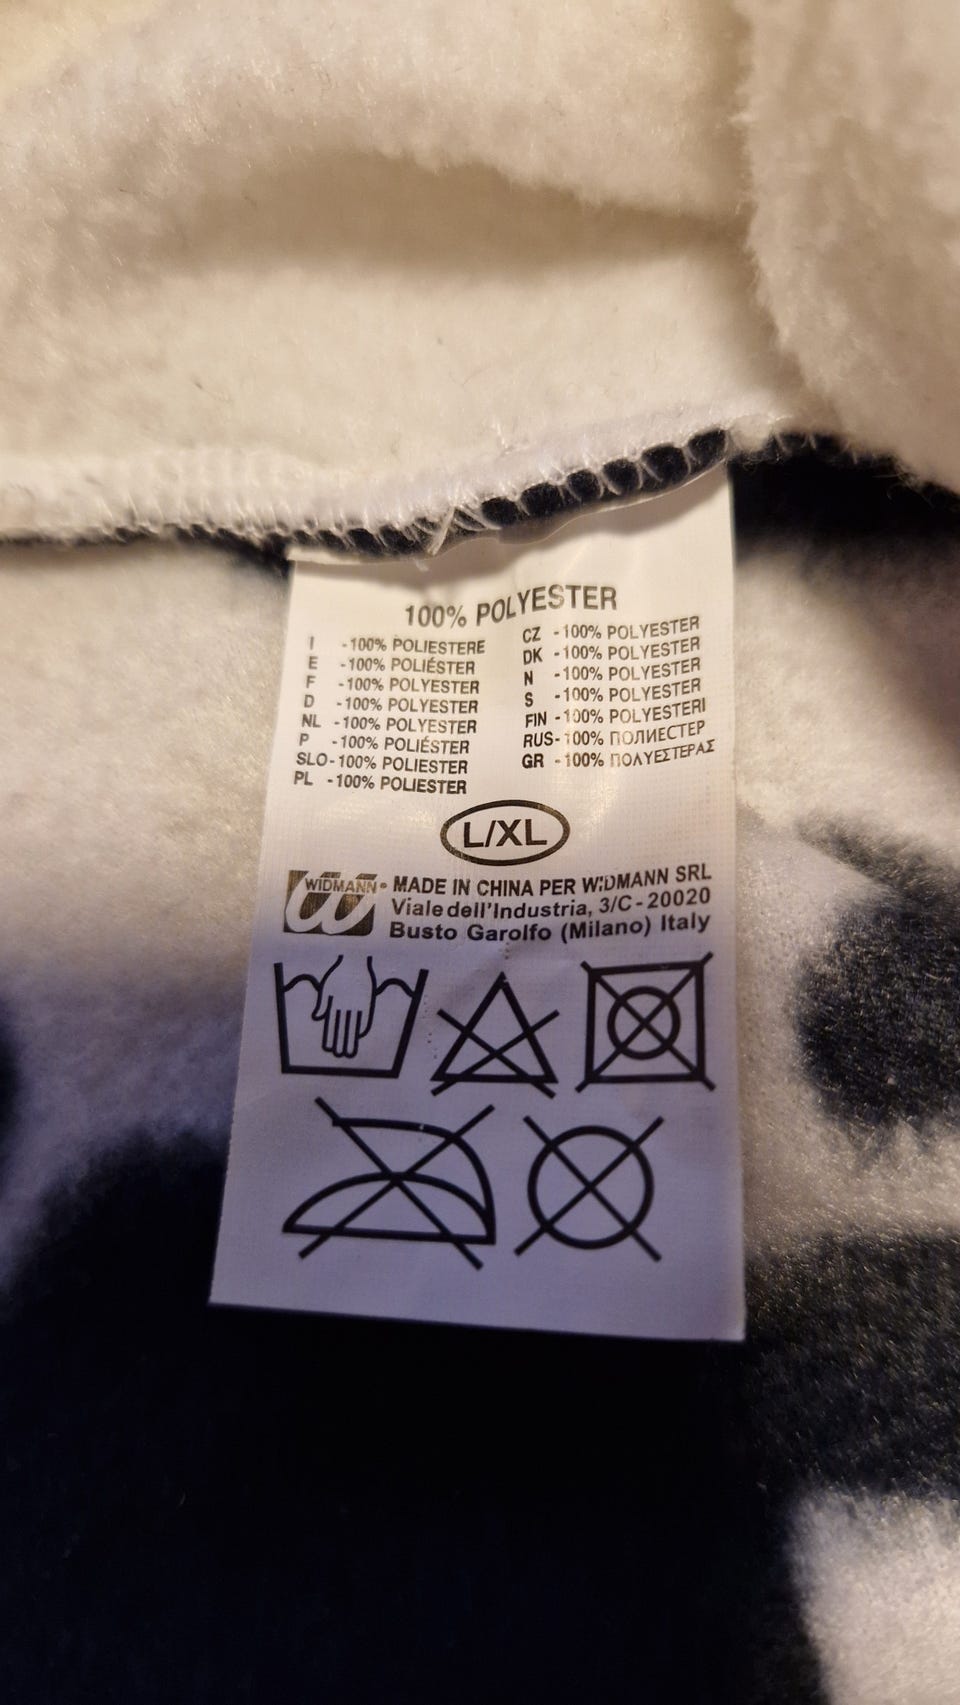 100% POLYESTER
I -100% POLIESTERE
E -100% POLIÉSTER
F -100% POLYESTER
D -100% POLYESTER
NL -100% POLYESTER
P -100% POLIÉSTER
SLO-100% POLIESTER
PL -100% POLIESTER
CZ -100% POLYESTER
DK -100% POLYESTER
N -100% POLYESTER
S -100% POLYESTER
FIN -100% POLYESTERI
RUS-100% ПОЛИЕСТЕР
GR -100% ΠΟΛΥΕΣΤΕΡΑΣ
L/XL
WIDMANN®
MADE IN CHINA PER WIDMANN SRL
Viale dell'Industria, 3/C-20020
Busto Garolfo (Milano) Italy